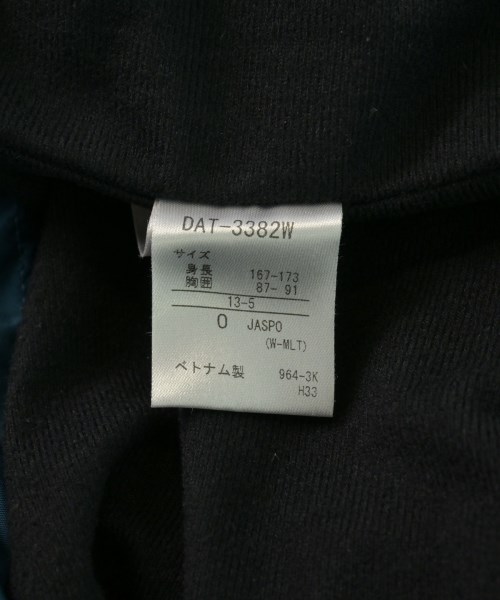 DAT-3382W
サイズ
身長 167-173
胸囲 87- 91
13-5
O JASPO
(W-MLT)
ベトナム製 964-3K
H33